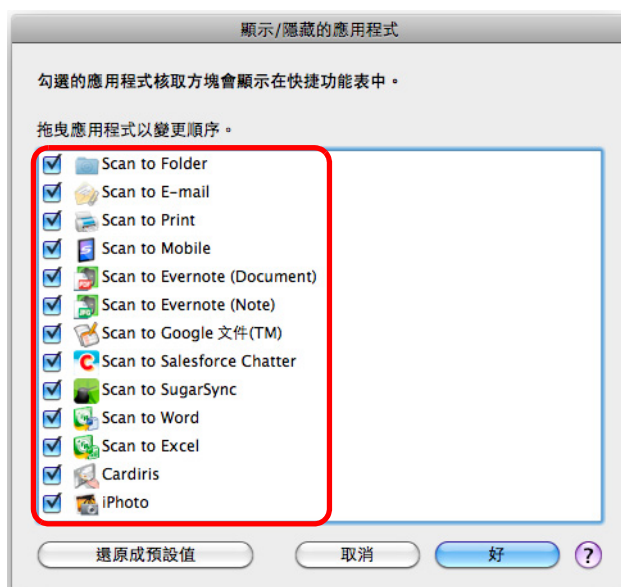 顯示/隱藏的應用程式
勾選的應用程式核取方塊會顯示在快捷功能表中。
拖曳應用程式以變更順序。
Scan to Folder
Scan to E-mail
Scan to Print
Scan to Mobile
Scan to Evernote (Document)
Scan to Evernote (Note)
Scan to Google 文件(TM)
Scan to Salesforce Chatter
Scan to SugarSync
Scan to Word
Scan to Excel
Cardiris
iPhoto
還原成預設值 取消 好 ?